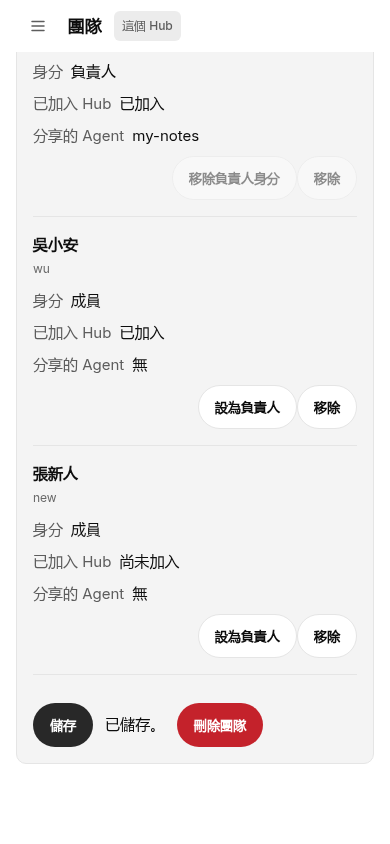 團隊 這個 Hub
身分 負責人
已加入 Hub 已加入
分享的 Agent my-notes
移除負責人身分 移除
吳小安
wu
身分 成員
已加入 Hub 已加入
分享的 Agent 無
設為負責人 移除
張新人
new
身分 成員
已加入 Hub 尚未加入
分享的 Agent 無
設為負責人 移除
儲存 已儲存。 刪除團隊